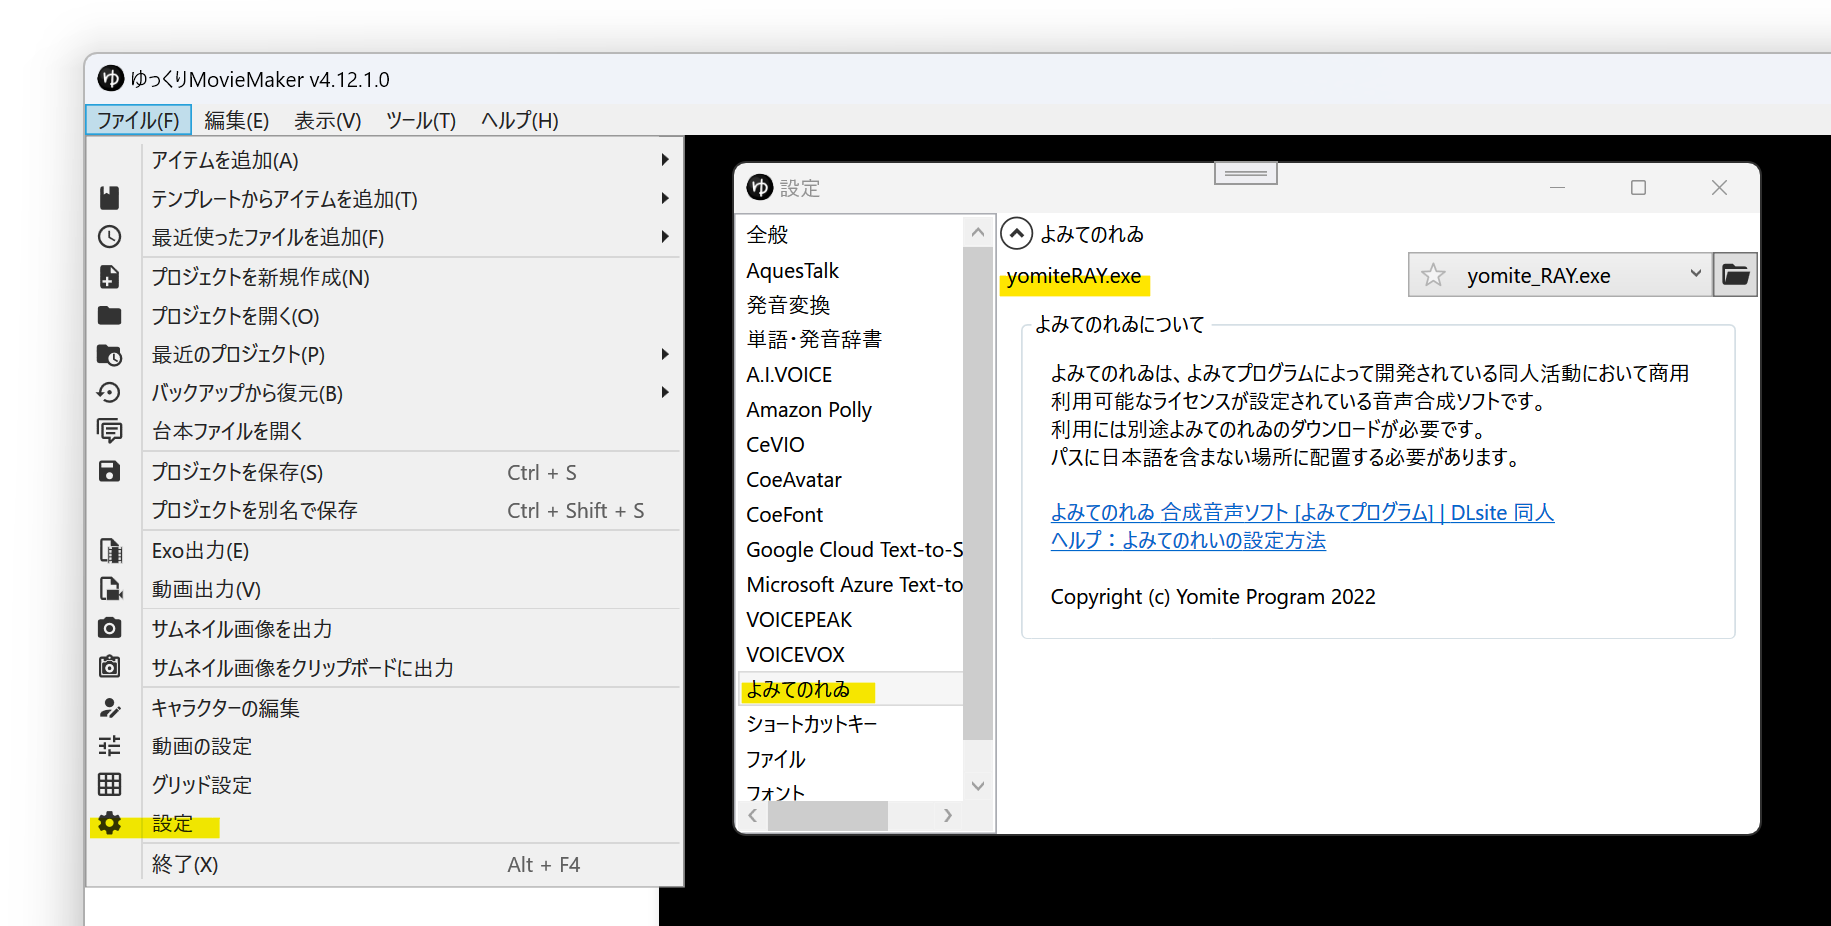 ゆ ゆっくりMovieMaker v4.12.1.0
ファイル(F) 編集(E) 表示(V) ツール(T) ヘルプ(H)
アイテムを追加(A)
テンプレートからアイテムを追加(T)
最近使ったファイルを追加(F)
プロジェクトを新規作成(N)
プロジェクトを開く(O)
最近のプロジェクト(P)
バックアップから復元(B)
台本ファイルを開く
プロジェクトを保存(S) Ctrl + S
プロジェクトを別名で保存 Ctrl + Shift + S
Exo出力(E)
動画出力(V)
サムネイル画像を出力
サムネイル画像をクリップボードに出力
キャラクターの編集
動画の設定
グリッド設定
設定
終了(X) Alt + F4
ゆ 設定
全般
AquesTalk
発音変換
単語・発音辞書
A.I.VOICE
Amazon Polly
CeVIO
CoeAvatar
CoeFont
Google Cloud Text-to-S
Microsoft Azure Text-to
VOICEPEAK
VOICEVOX
よみてのれゐ
ショートカットキー
ファイル
フォント
よみてのれゐ
yomiteRAY.exe yomite_RAY.exe
よみてのれゐについて
よみてのれゐは、よみてプログラムによって開発されている同人活動において商用
利用可能なライセンスが設定されている音声合成ソフトです。
利用には別途よみてのれゐのダウンロードが必要です。
パスに日本語を含まない場所に配置する必要があります。
よみてのれゐ 合成音声ソフト [よみてプログラム] | DLsite 同人
ヘルプ：よみてのれいの設定方法
Copyright (c) Yomite Program 2022